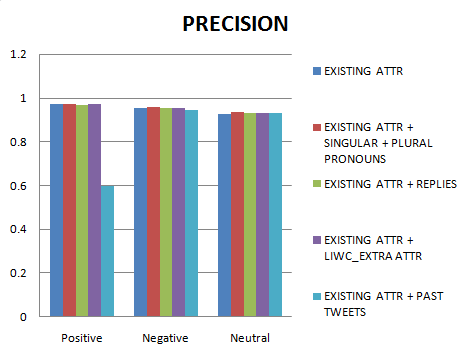 PRECISION
1.2
1
0.8
0.6
0.4
0.2
0
Positive
Negative
Neutral
EXISTING ATTR
EXISTING ATTR +
SINGULAR + PLURAL
PRONOUNS
EXISTING ATTR + REPLIES
EXISTING ATTR +
LIWC_EXTRA ATTR
EXISTING ATTR + PAST
TWEETS